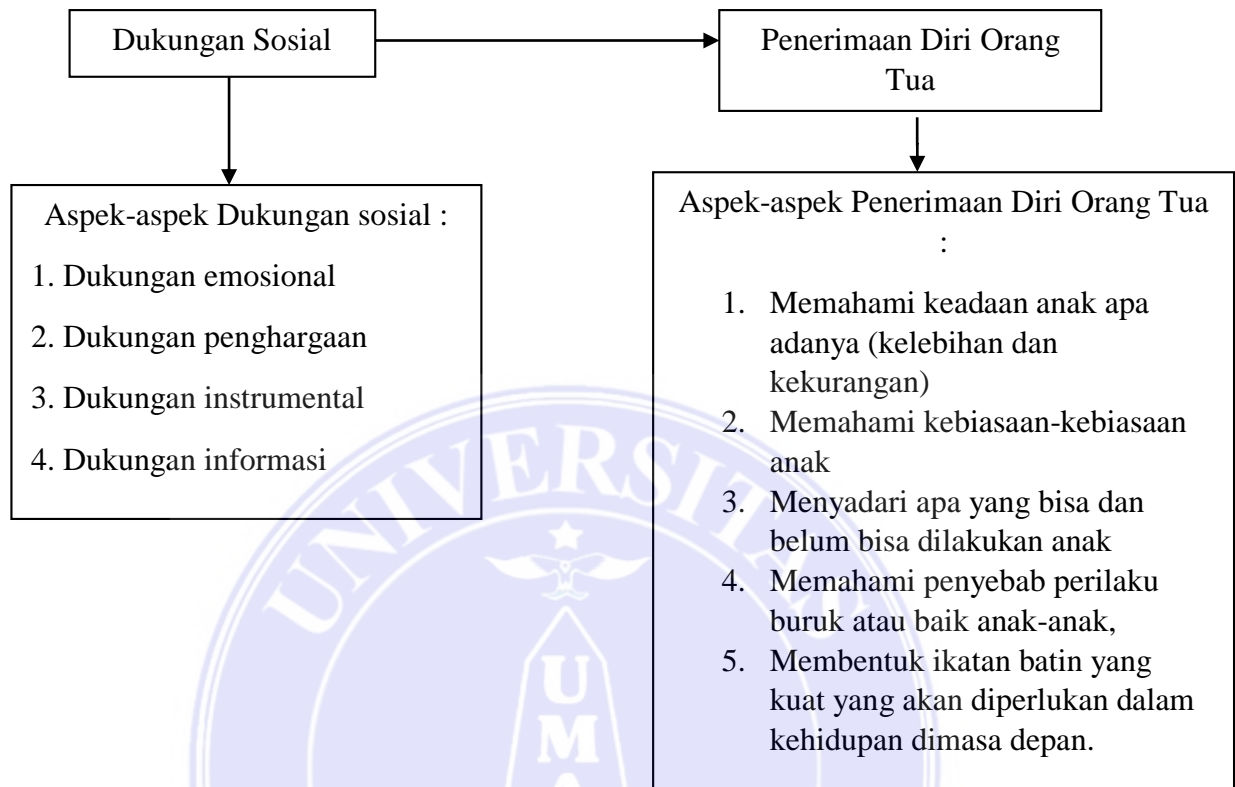 Dukungan Sosial
Penerimaan Diri Orang
Tua
Aspek-aspek Dukungan sosial :
1. Dukungan emosional
2. Dukungan penghargaan
3. Dukungan instrumental
4. Dukungan informasi
Aspek-aspek Penerimaan Diri Orang Tua
:
1. Memahami keadaan anak apa
adanya (kelebihan dan
kekurangan)
2. Memahami kebiasaan-kebiasaan
anak
3. Menyadari apa yang bisa dan
belum bisa dilakukan anak
4. Memahami penyebab perilaku
buruk atau baik anak-anak,
5. Membentuk ikatan batin yang
kuat yang akan diperlukan dalam
kehidupan dimasa depan.
UNIVERSITAS
U
M
A